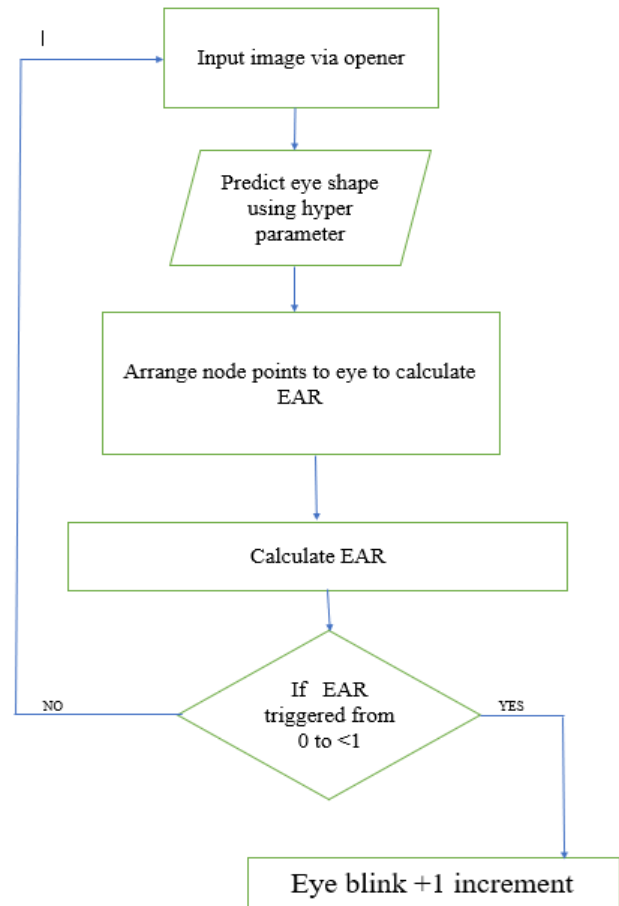 Input image via opener
Predict eye shape
using hyper
parameter
Arrange node points to eye to calculate
EAR
Calculate EAR
If EAR
triggered from
0 to <1
NO
YES
Eye blink +1 increment